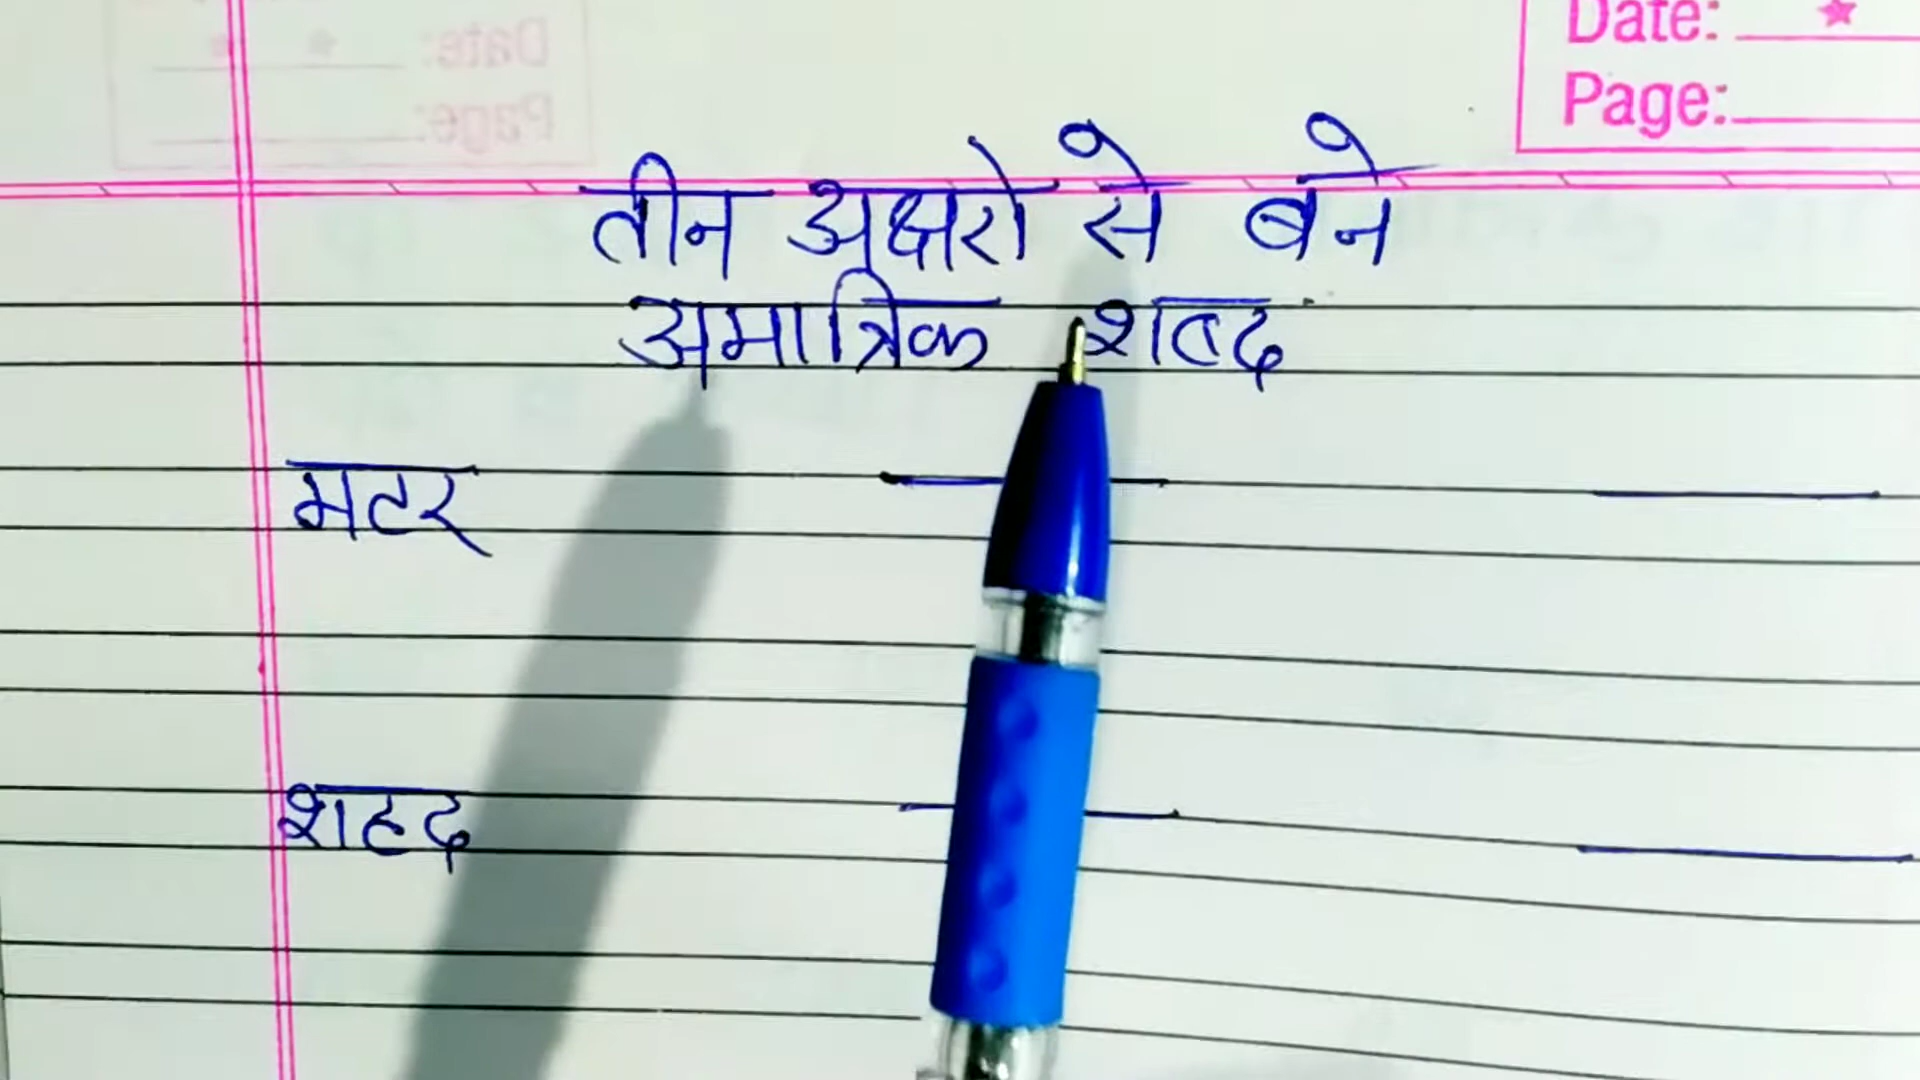 Date:
Page:
तीन अक्षरो से बने
अमात्रिक शब्द
मटर
शहद